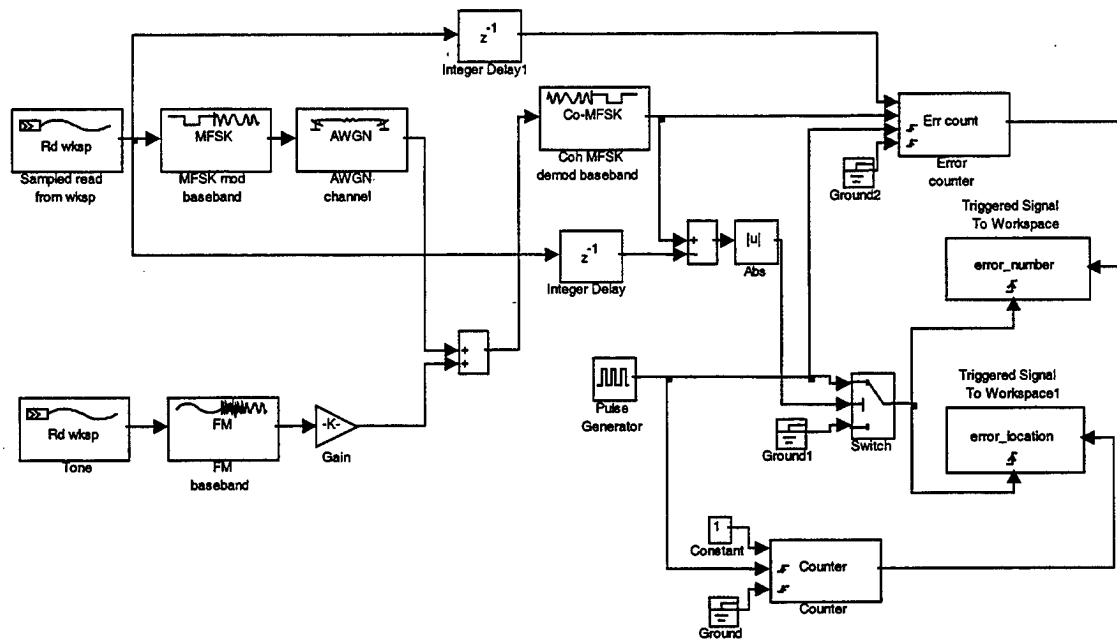 z-1
Integer Delay1
Rd wksp
Sampled read
from wksp
MFSK
MFSK mod
baseband
AWGN
AWGN
channel
Co-MFSK
Coh MFSK
demod baseband
Err count
Error
counter
Ground2
z-1
Integer Delay
+
−
|u|
Abs
Triggered Signal
To Workspace
error_number
+
+
Pulse
Generator
Ground1
Switch
Triggered Signal
To Workspace1
error_location
Rd wksp
Tone
FM
FM
baseband
-K-
Gain
1
Constant
Counter
Counter
Ground